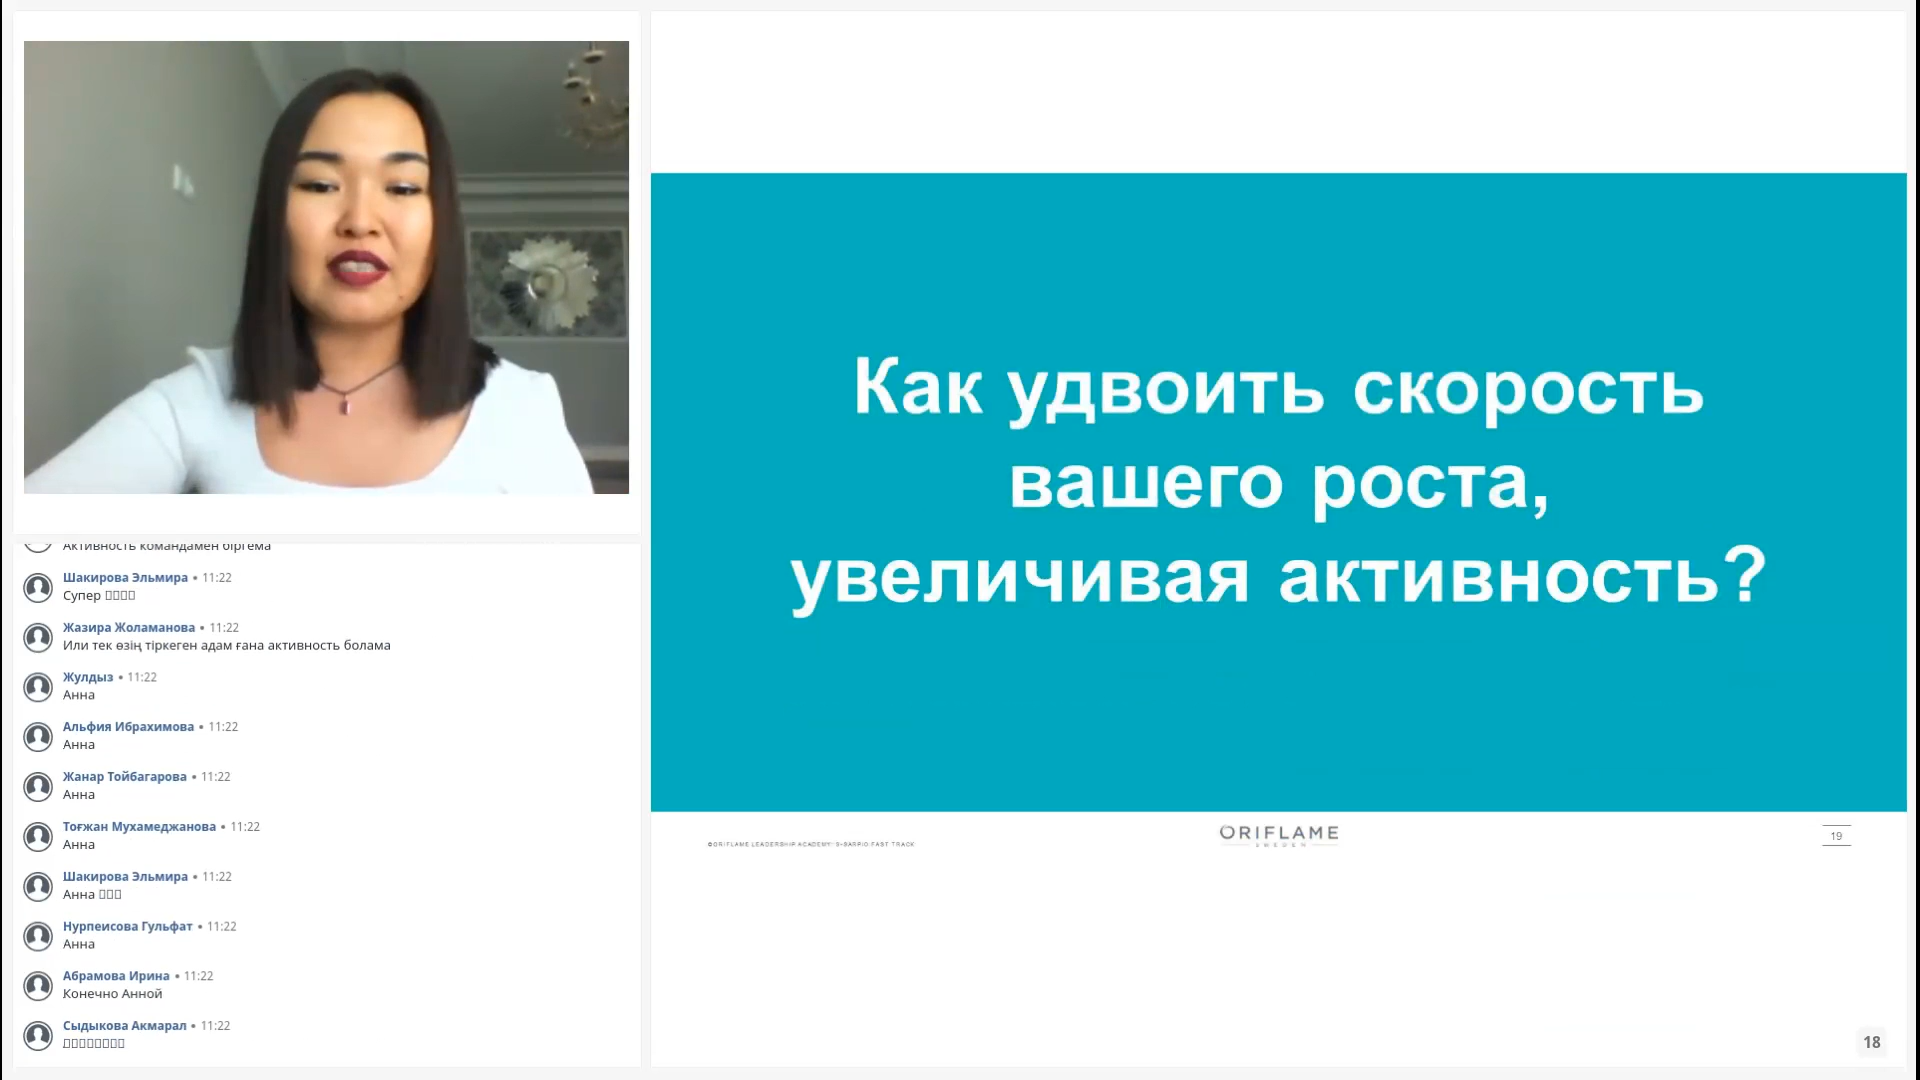 Активность командамен біргема
Шакирова Эльмира • 11:22
Супер
Жазира Жоламанова • 11:22
Или тек өзің тіркеген адам ғана активность болама
Жулдыз • 11:22
Анна
Альфия Ибрахимова • 11:22
Анна
Жанар Тойбагарова • 11:22
Анна
Тоғжан Мухамеджанова • 11:22
Анна
Шакирова Эльмира • 11:22
Анна
Нурпеисова Гульфат • 11:22
Анна
Абрамова Ирина • 11:22
Конечно Анной
Сыдыкова Акмарал • 11:22
Как удвоить скорость
вашего роста,
увеличивая активность?
ORIFLAME
SWEDEN
19
18